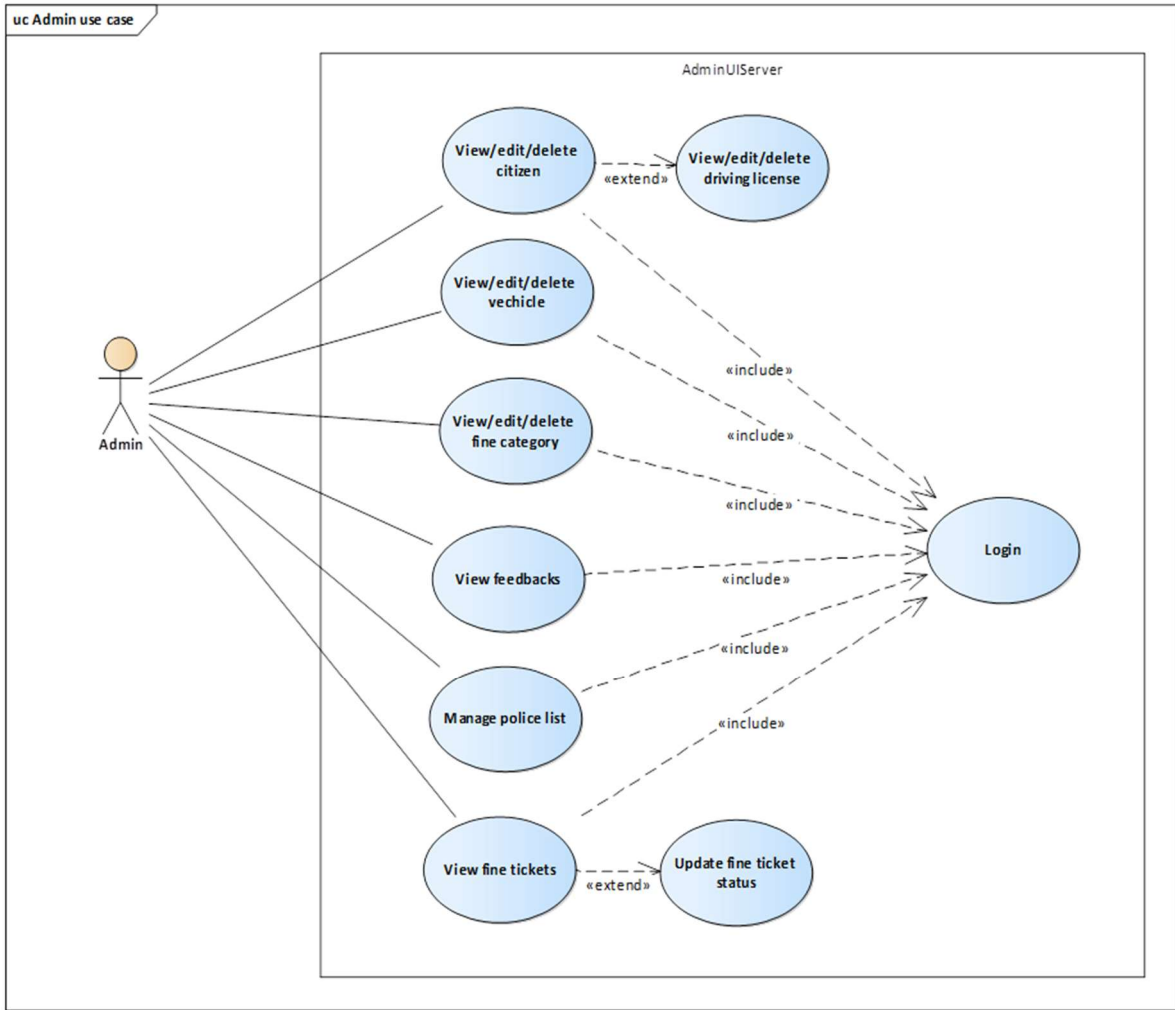 uc Admin use case
AdminUIServer
View/edit/delete
citizen
«extend»
View/edit/delete
driving license
View/edit/delete
vechicle
«include»
Admin
View/edit/delete
fine category
«include»
«include»
Login
View feedbacks
«include»
«include»
Manage police list
«include»
View fine tickets
«extend»
Update fine ticket
status